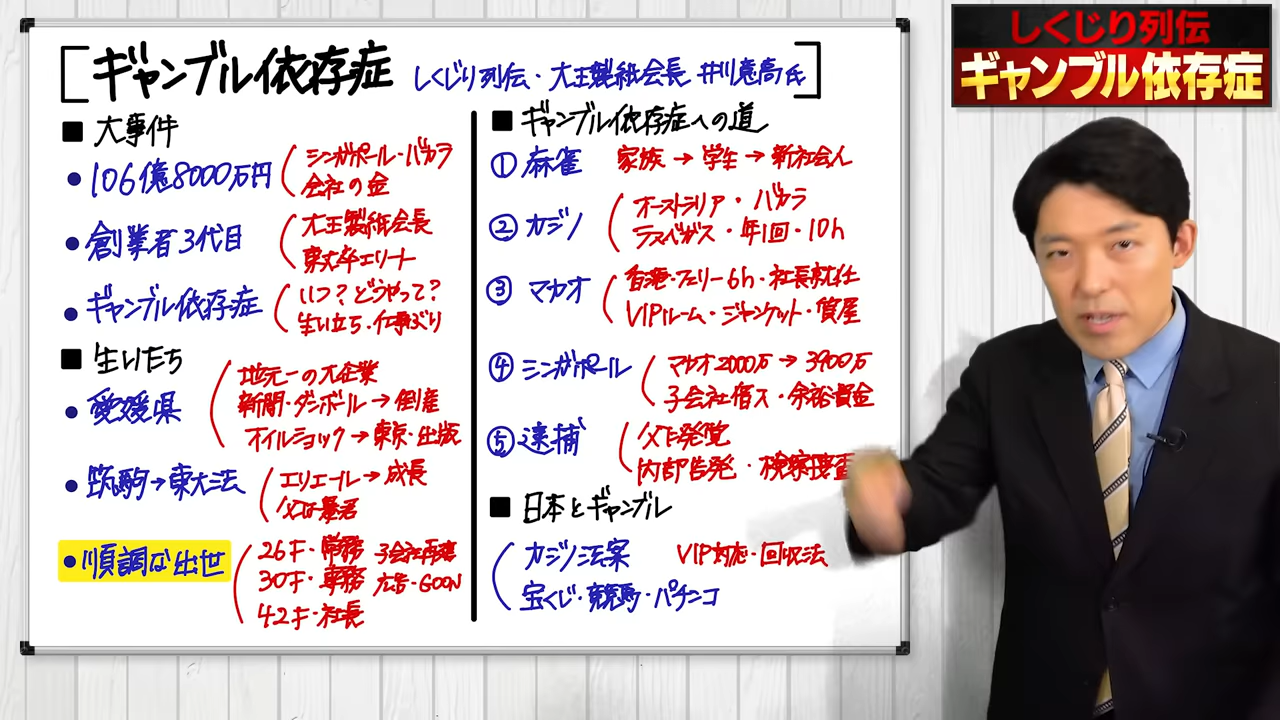 [ギャンブル依存症 しくじり列伝・大王製紙会長 井川意高氏]
しくじり列伝
ギャンブル依存症
■ 大事件
• 106億8000万円
シンガポール・バカラ
会社の金
• 創業者3代目
大王製紙会長
東大卒エリート
• ギャンブル依存症
いつ?どうやって?
生い立ち・仕事ぶり
■ 生いたち
• 愛媛県
地元一の大企業
新聞・ダンボール→倒産
オイルショック→東京・出版
• 筑駒→東大法
エリエール→成長
父は暴君
• 順調な出世
26才・常務 子会社再建
30才・専務 広告・GOON
42才・社長
■ ギャンブル依存症への道
① 麻雀 家族→学生→新社会人
② カジノ
オーストラリア・バカラ
ラスベガス・年1回・10h
③ マカオ
香港・フェリー6h・社長就任
VIPルーム・ジャンケット・質屋
④ シンガポール
マカオ2000万→3900万
子会社借入・余裕資金
⑤ 逮捕
父に発覚
内部告発・検察捜査
■ 日本とギャンブル
カジノ法案 VIP対応・回収法
宝くじ・競馬・パチンコ